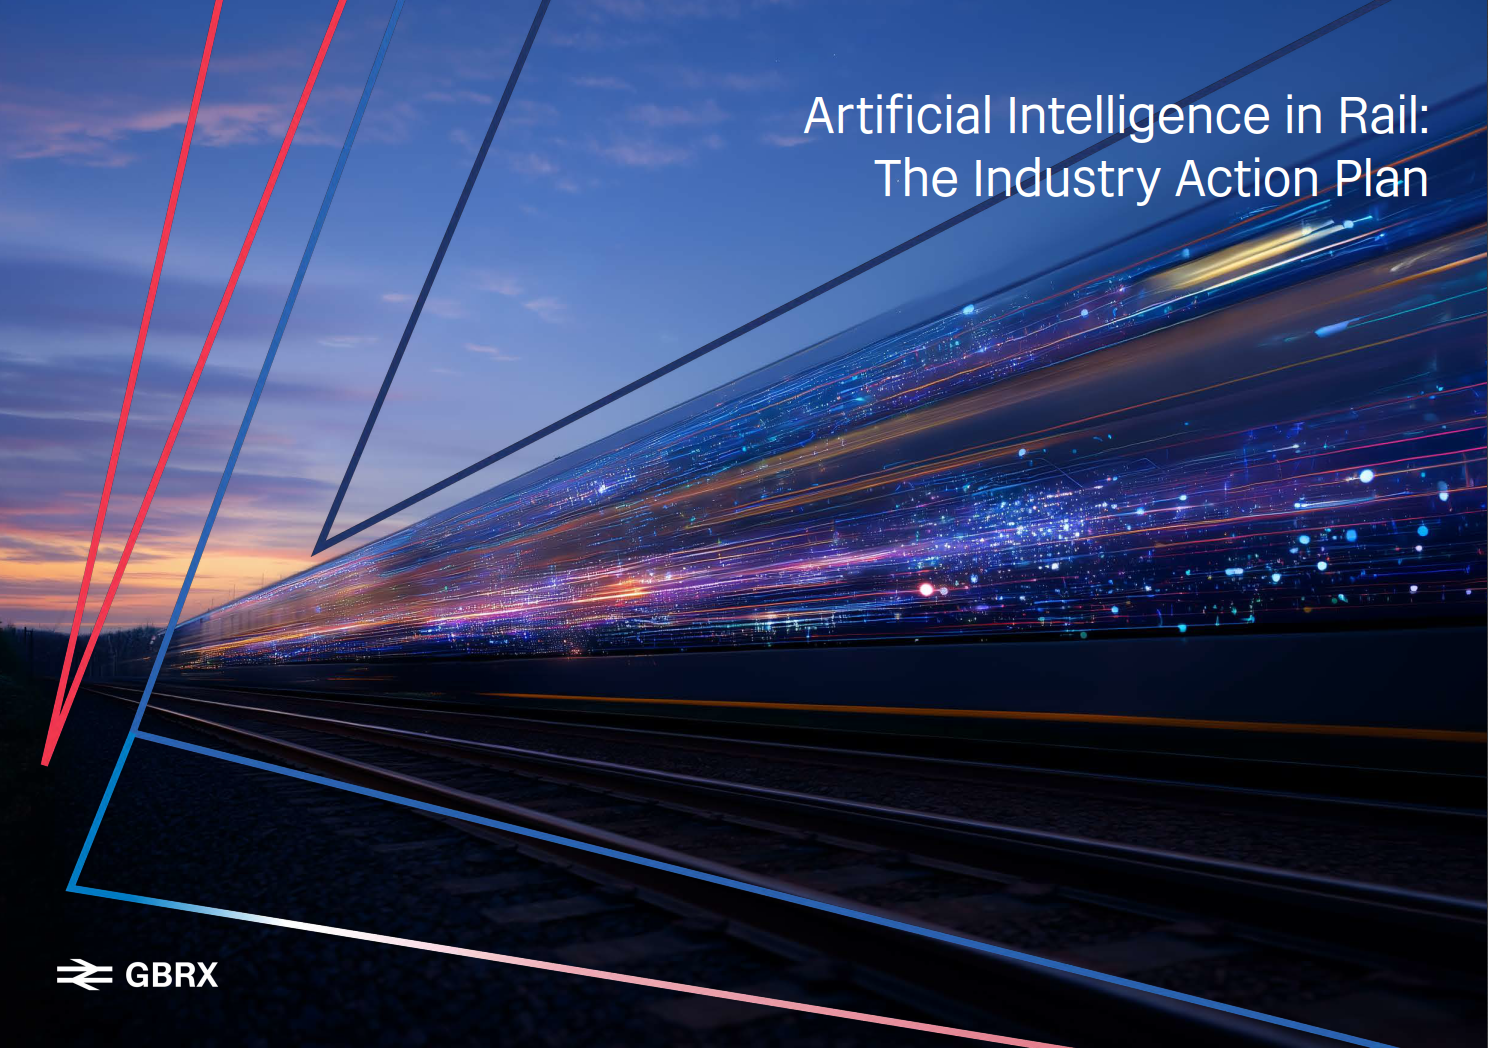 Artificial Intelligence in Rail:
The Industry Action Plan
GBRX